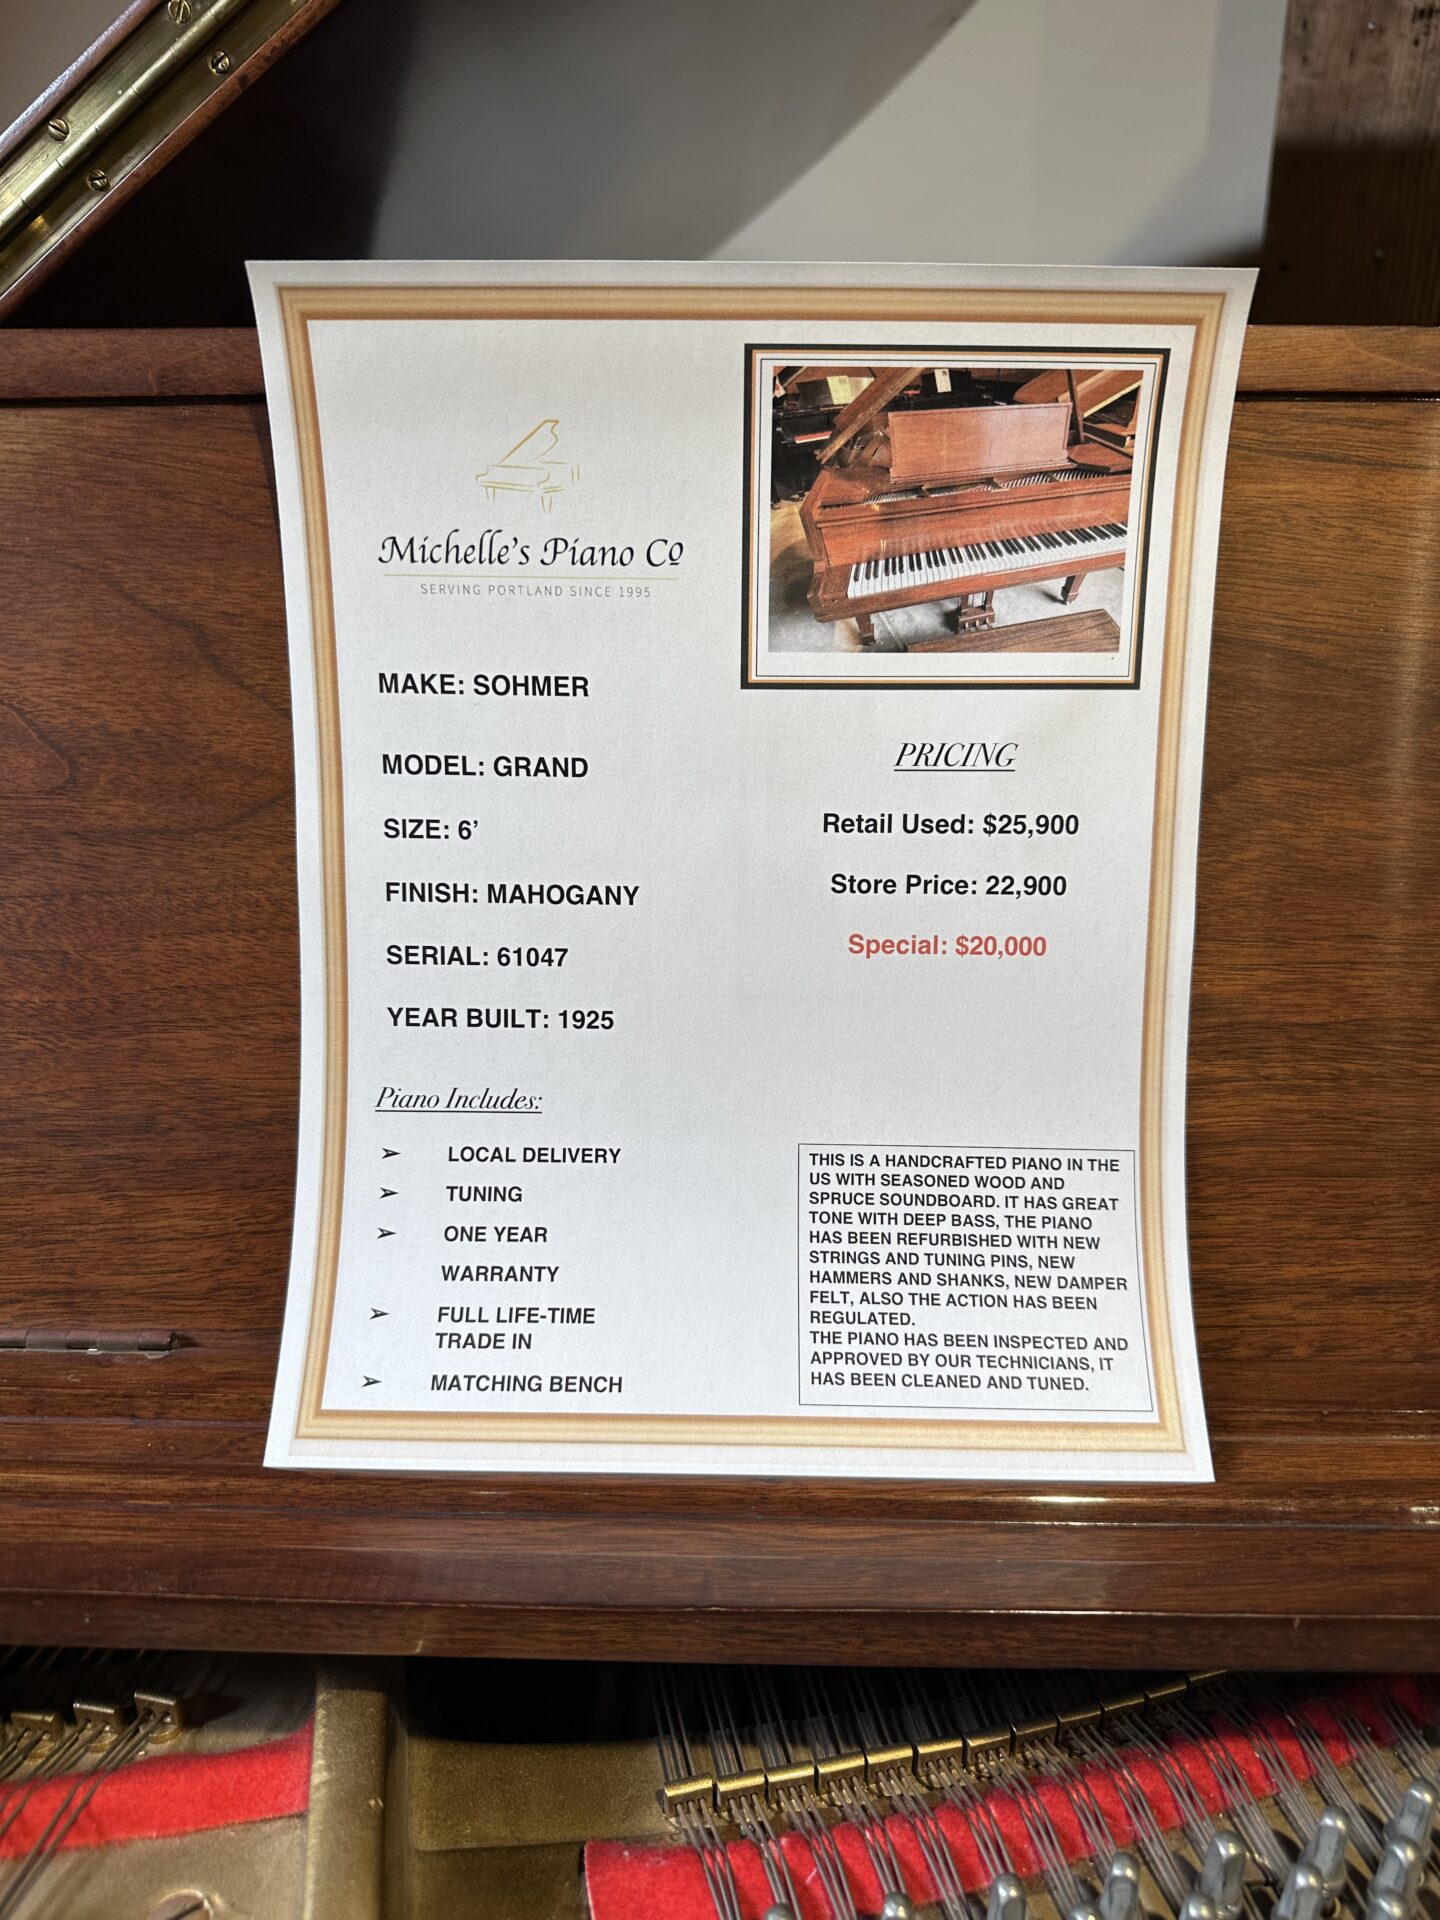 Michelle's Piano Co
SERVING PORTLAND SINCE 1995
MAKE: SOHMER
MODEL: GRAND
SIZE: 6’
FINISH: MAHOGANY
SERIAL: 61047
YEAR BUILT: 1925
Piano Includes:
➢ LOCAL DELIVERY
➢ TUNING
➢ ONE YEAR
WARRANTY
➢ FULL LIFE-TIME
TRADE IN
➢ MATCHING BENCH
PRICING
Retail Used: $25,900
Store Price: 22,900
Special: $20,000
THIS IS A HANDCRAFTED PIANO IN THE
US WITH SEASONED WOOD AND
SPRUCE SOUNDBOARD. IT HAS GREAT
TONE WITH DEEP BASS, THE PIANO
HAS BEEN REFURBISHED WITH NEW
STRINGS AND TUNING PINS, NEW
HAMMERS AND SHANKS, NEW DAMPER
FELT, ALSO THE ACTION HAS BEEN
REGULATED.
THE PIANO HAS BEEN INSPECTED AND
APPROVED BY OUR TECHNICIANS, IT
HAS BEEN CLEANED AND TUNED.